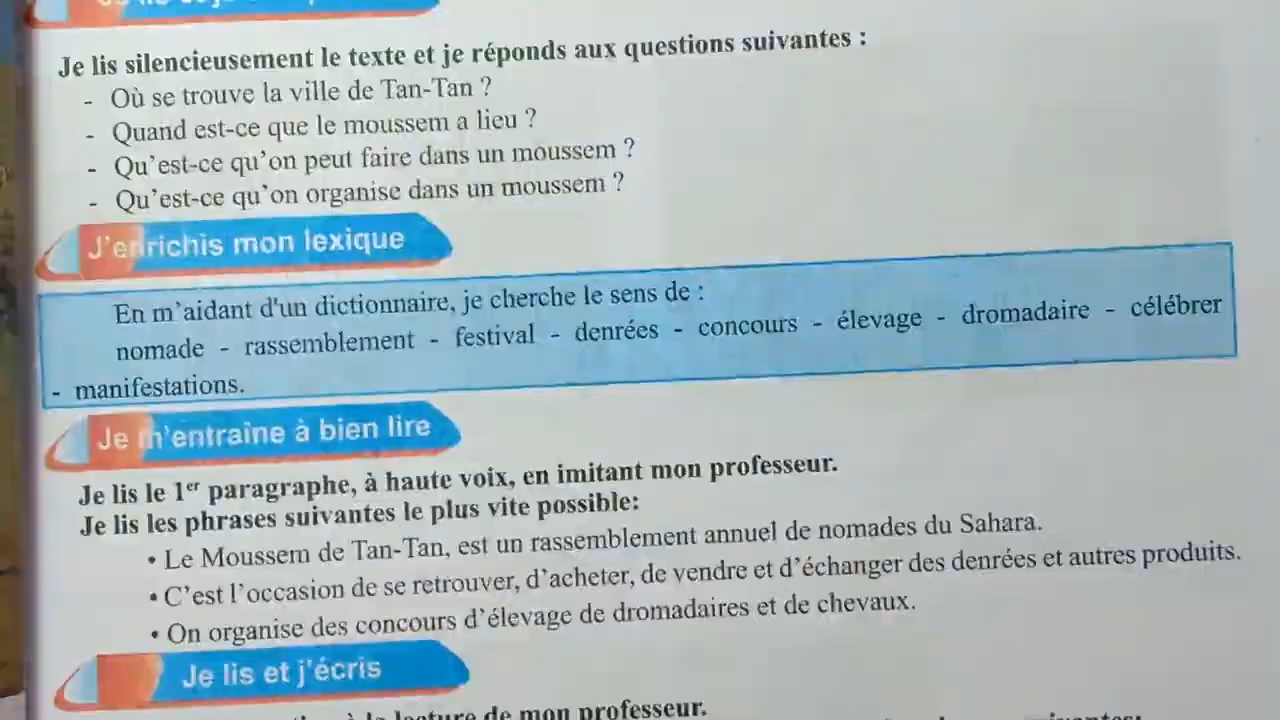 Je lis silencieusement le texte et je réponds aux questions suivantes :
- Où se trouve la ville de Tan-Tan ?
- Quand est-ce que le moussem a lieu ?
- Qu'est-ce qu'on peut faire dans un moussem ?
- Qu'est-ce qu'on organise dans un moussem ?
J'enrichis mon lexique
En m'aidant d'un dictionnaire, je cherche le sens de :
nomade - rassemblement - festival - denrées - concours - élevage - dromadaire - célébrer
- manifestations.
Je m'entraîne à bien lire
Je lis le 1er paragraphe, à haute voix, en imitant mon professeur.
Je lis les phrases suivantes le plus vite possible:
• Le Moussem de Tan-Tan, est un rassemblement annuel de nomades du Sahara.
• C'est l'occasion de se retrouver, d'acheter, de vendre et d'échanger des denrées et autres produits.
• On organise des concours d'élevage de dromadaires et de chevaux.
Je lis et j'écris
à la lecture de mon professeur.